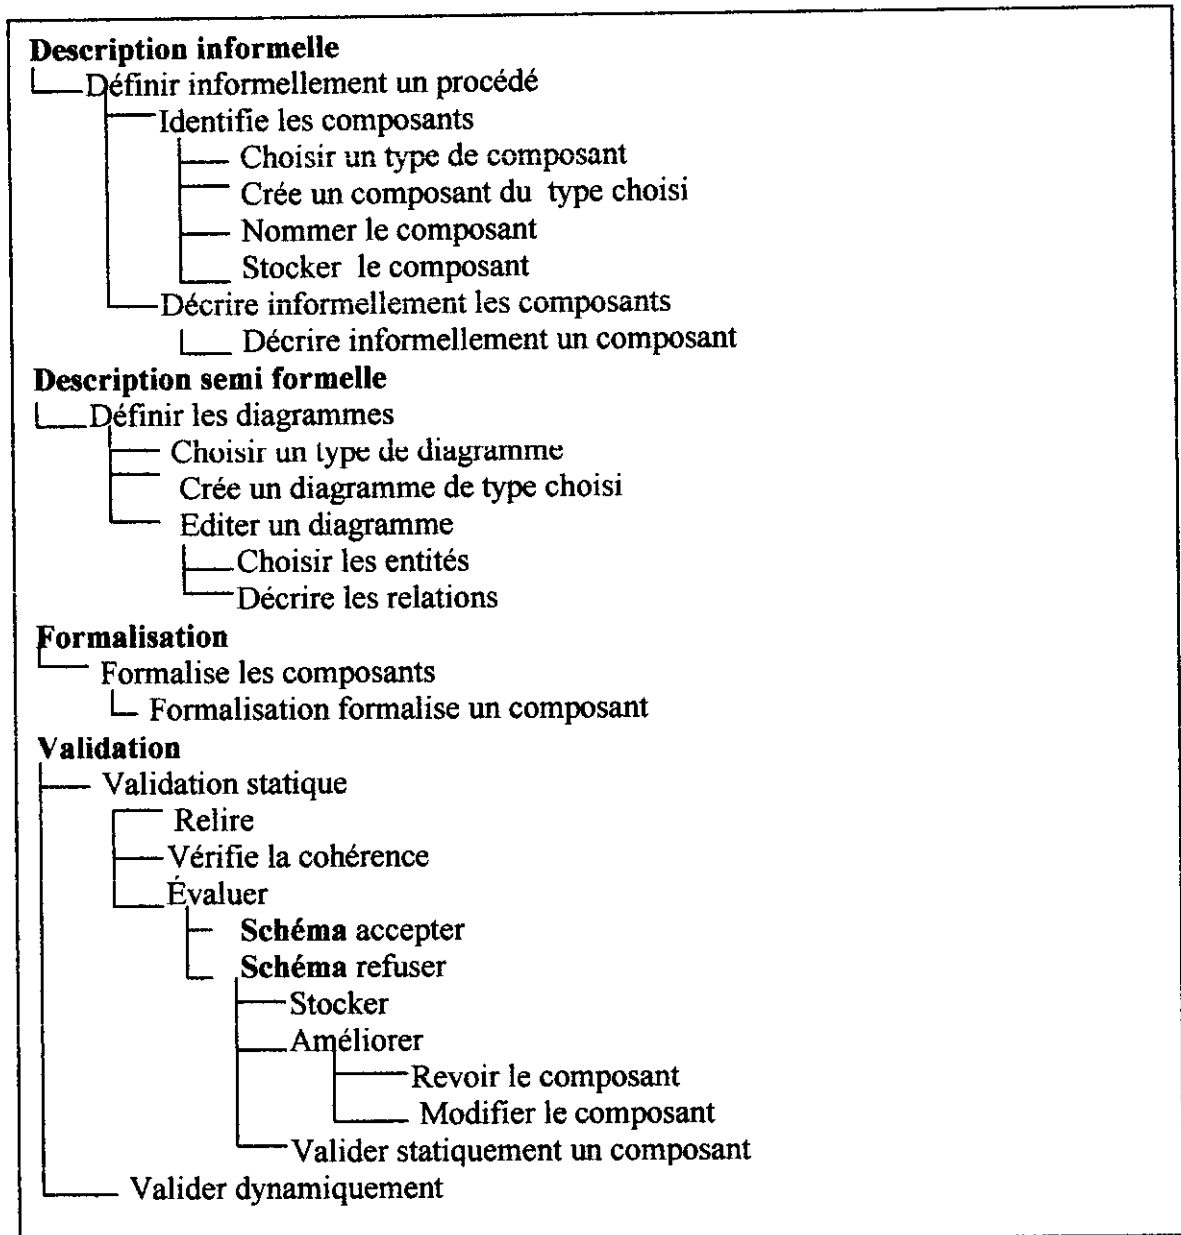 Description informelle
Définir informellement un procédé
Identifie les composants
Choisir un type de composant
Crée un composant du type choisi
Nommer le composant
Stocker le composant
Décrire informellement les composants
Décrire informellement un composant
Description semi formelle
Définir les diagrammes
Choisir un type de diagramme
Crée un diagramme de type choisi
Editer un diagramme
Choisir les entités
Décrire les relations
Formalisation
Formalise les composants
Formalisation formalise un composant
Validation
Validation statique
Relire
Vérifie la cohérence
Évaluer
Schéma accepter
Schéma refuser
Stocker
Améliorer
Revoir le composant
Modifier le composant
Valider statiquement un composant
Valider dynamiquement